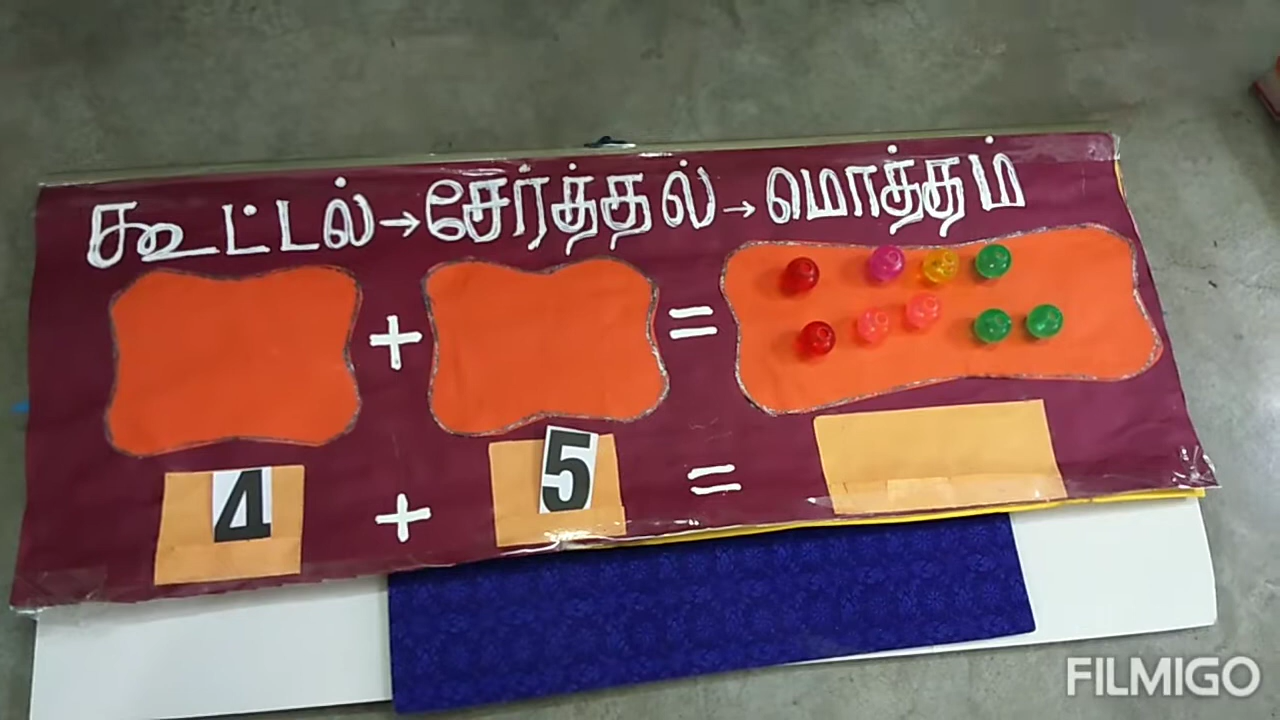 கூட்டல் → சேர்த்தல் → மொத்தம்
+ =
4 + 5 =
FILMIGO